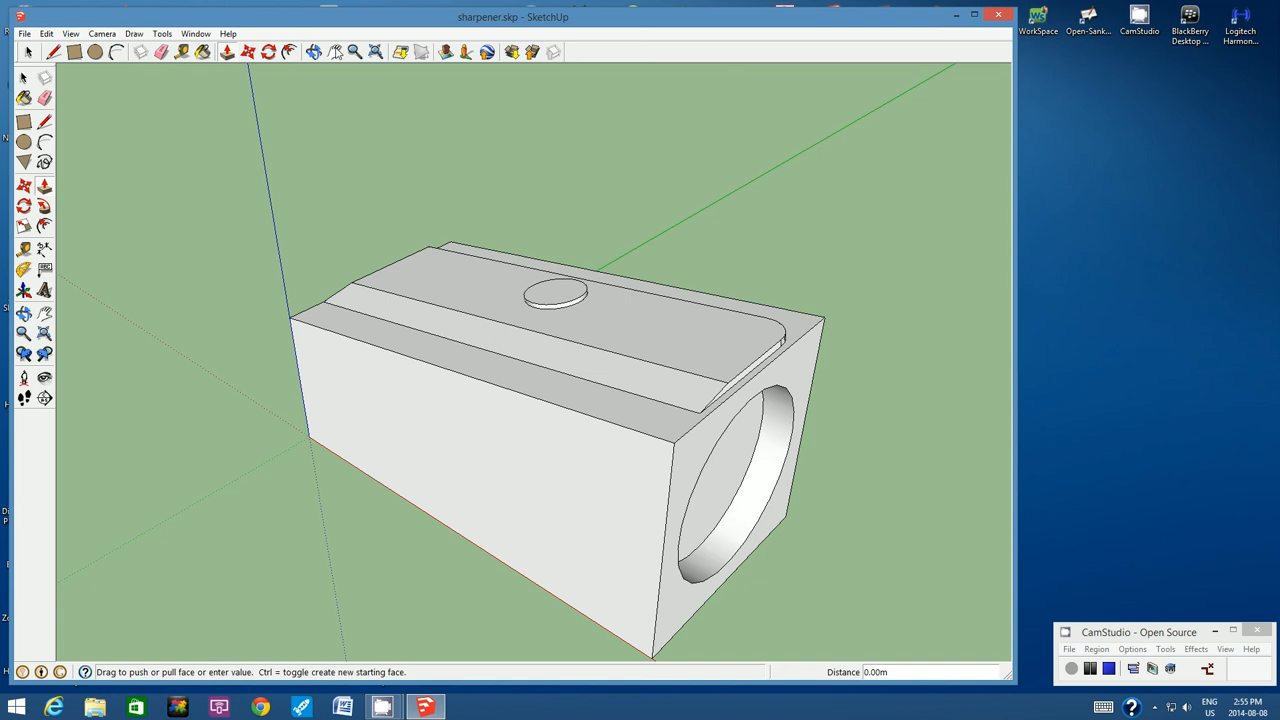 sharpener.skp - SketchUp
File Edit View Camera Draw Tools Window Help
WorkSpace
Open-Sank...
CamStudio
BlackBerry
Desktop ...
Logitech
Harmon...
Drag to push or pull face or enter value. Ctrl = toggle create new starting face.
Distance 0.00m
CamStudio - Open Source
File Region Options Tools Effects View Help
ENG
US
2:55 PM
2014-08-08